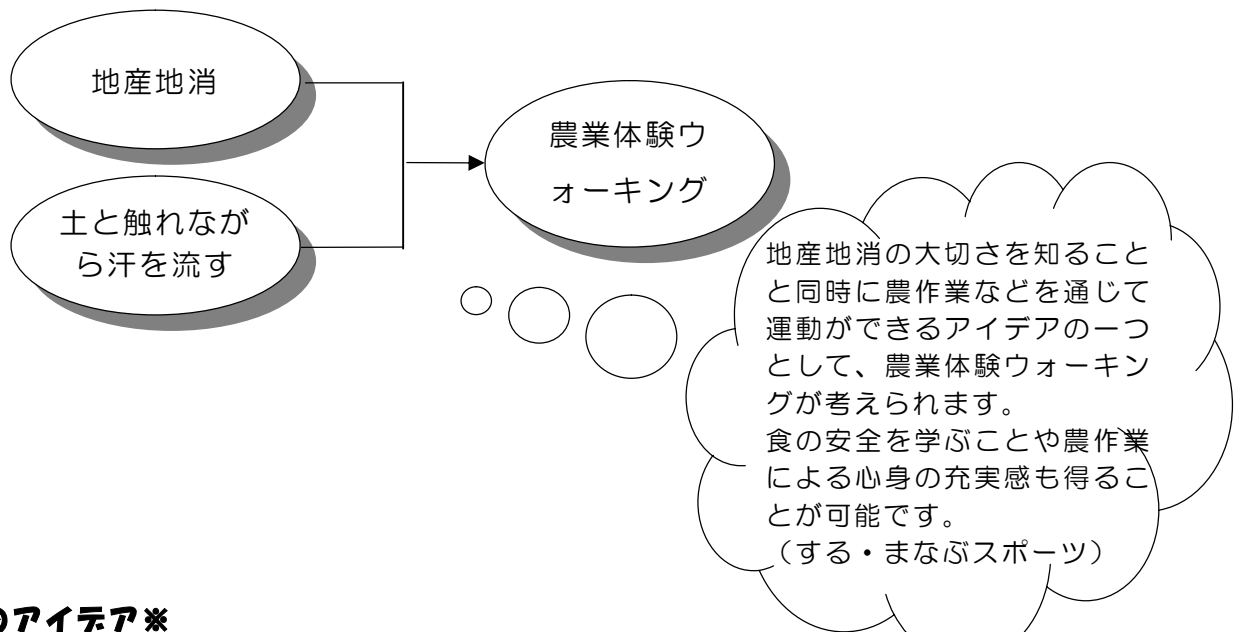 地産地消
土と触れなが
ら汗を流す
農業体験ウ
ォーキング
地産地消の大切さを知ること
と同時に農作業などを通じて
運動ができるアイデアの一つ
として、農業体験ウォーキン
グが考えられます。
食の安全を学ぶことや農作業
による心身の充実感も得るこ
とが可能です。
（する・まなぶスポーツ）
のアイデア※